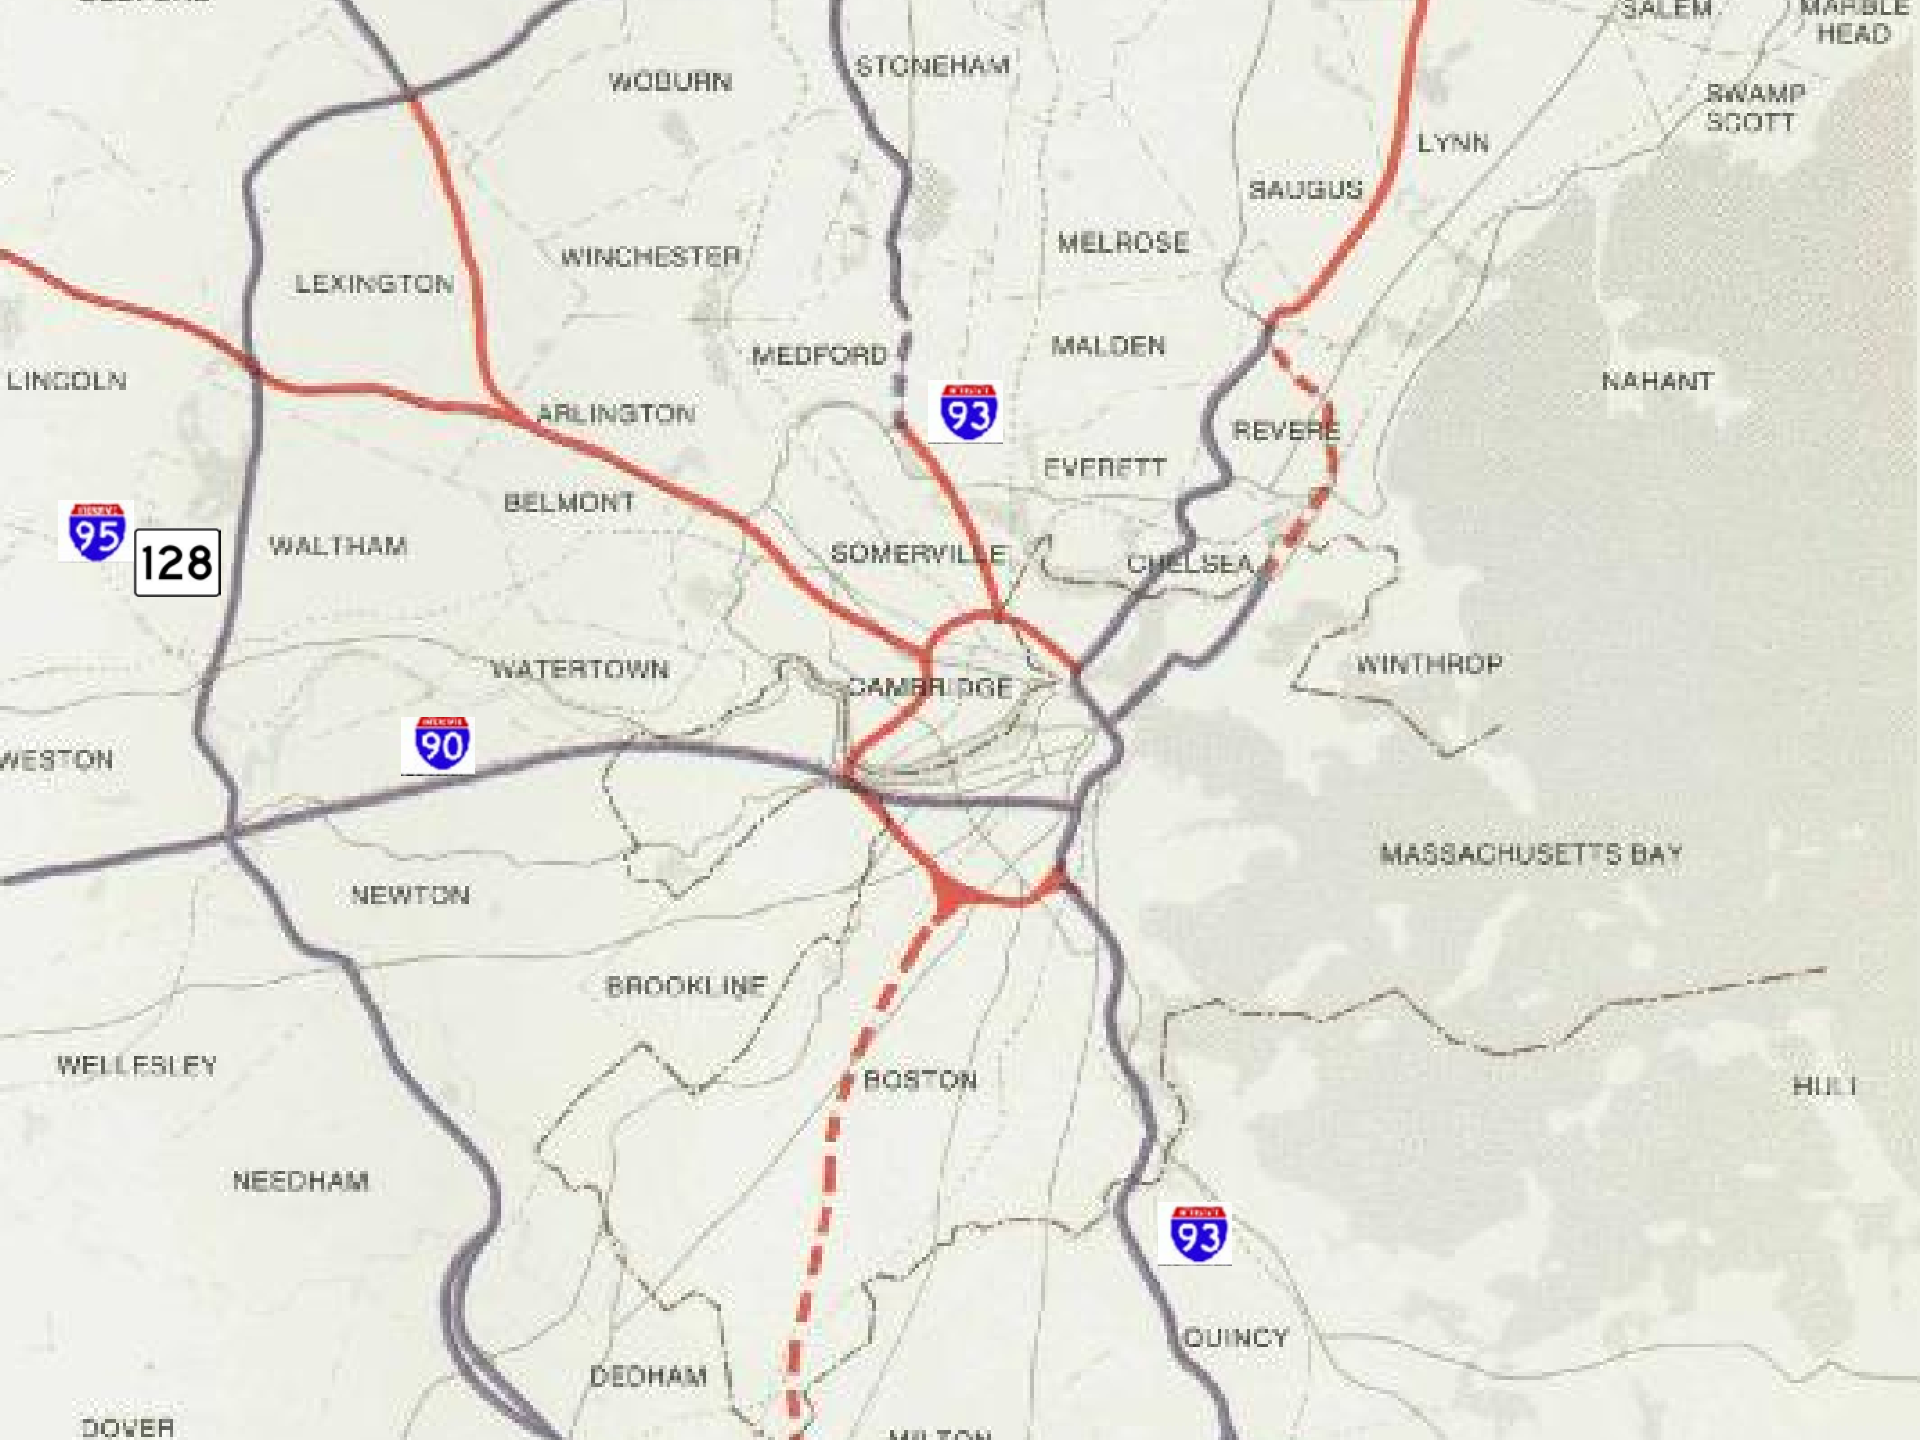 SALEM
MARBLE
HEAD
STONEHAM
WOBURN
SWAMP
SCOTT
LYNN
SAUGUS
MELROSE
WINCHESTER
LEXINGTON
MEDFORD
MALDEN
LINCOLN
NAHANT
ARLINGTON
93
REVERE
EVERETT
BELMONT
95
128
WALTHAM
SOMERVILLE
CHELSEA
WATERTOWN
CAMBRIDGE
WINTHROP
90
WESTON
MASSACHUSETTS BAY
NEWTON
BROOKLINE
WELLESLEY
BOSTON
HULL
NEEDHAM
93
QUINCY
DEDHAM
DOVER
MILTON